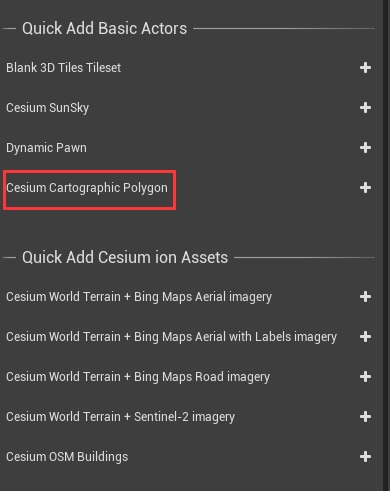 Quick Add Basic Actors
Blank 3D Tiles Tileset
Cesium SunSky
Dynamic Pawn
Cesium Cartographic Polygon
Quick Add Cesium ion Assets
Cesium World Terrain + Bing Maps Aerial imagery
Cesium World Terrain + Bing Maps Aerial with Labels imagery
Cesium World Terrain + Bing Maps Road imagery
Cesium World Terrain + Sentinel-2 imagery
Cesium OSM Buildings